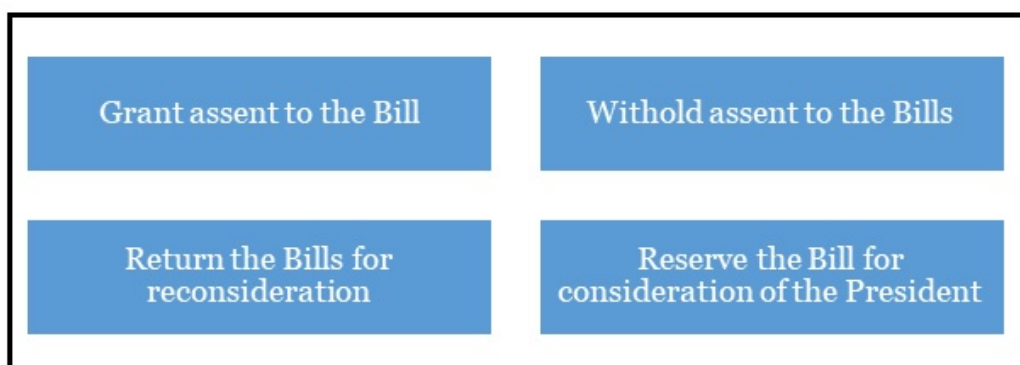 Grant assent to the Bill
Withold assent to the Bills
Return the Bills for
reconsideration
Reserve the Bill for
consideration of the President